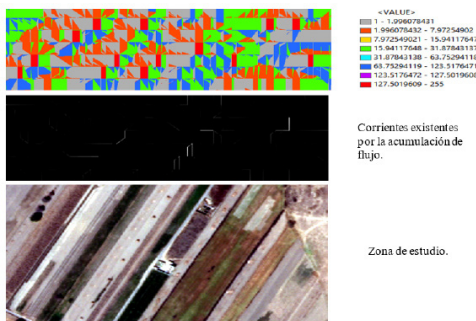 <VALUE>
1 - 1.996078431
1.996078432 - 7.97254902
7.972549021 - 15.94117647
15.94117648 - 31.87843137
31.87843138 - 63.75294118
63.75294119 - 123.5176471
123.5176472 - 127.5019608
127.5019609 - 255
Corrientes existentes
por la acumulación de
flujo.
Zona de estudio.